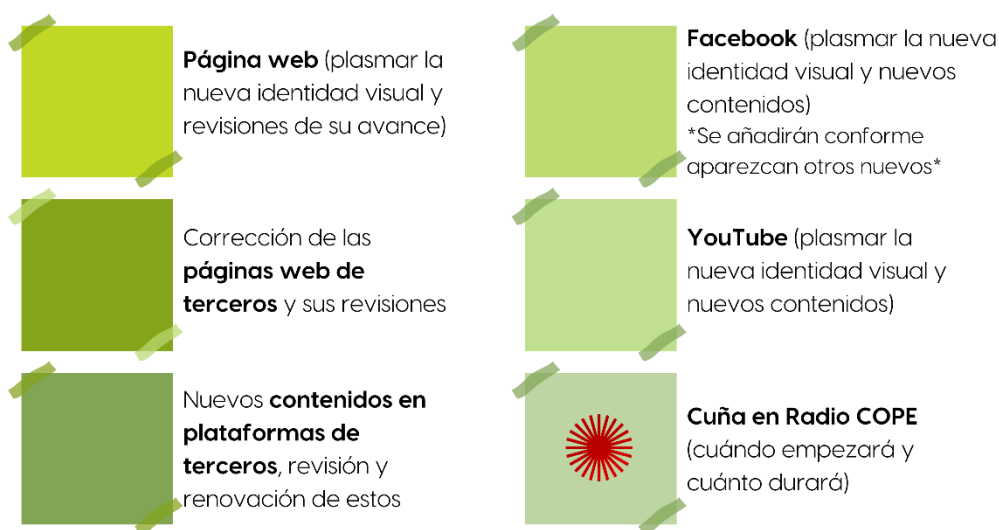 Página web (plasmar la
nueva identidad visual y
revisiones de su avance)
Corrección de las
páginas web de
terceros y sus revisiones
Nuevos contenidos en
plataformas de
terceros, revisión y
renovación de estos
Facebook (plasmar la nueva
identidad visual y nuevos
contenidos)
*Se añadirán conforme
aparezcan otros nuevos*
YouTube (plasmar la
nueva identidad visual y
nuevos contenidos)
Cuña en Radio COPE
(cuándo empezará y
cuánto durará)